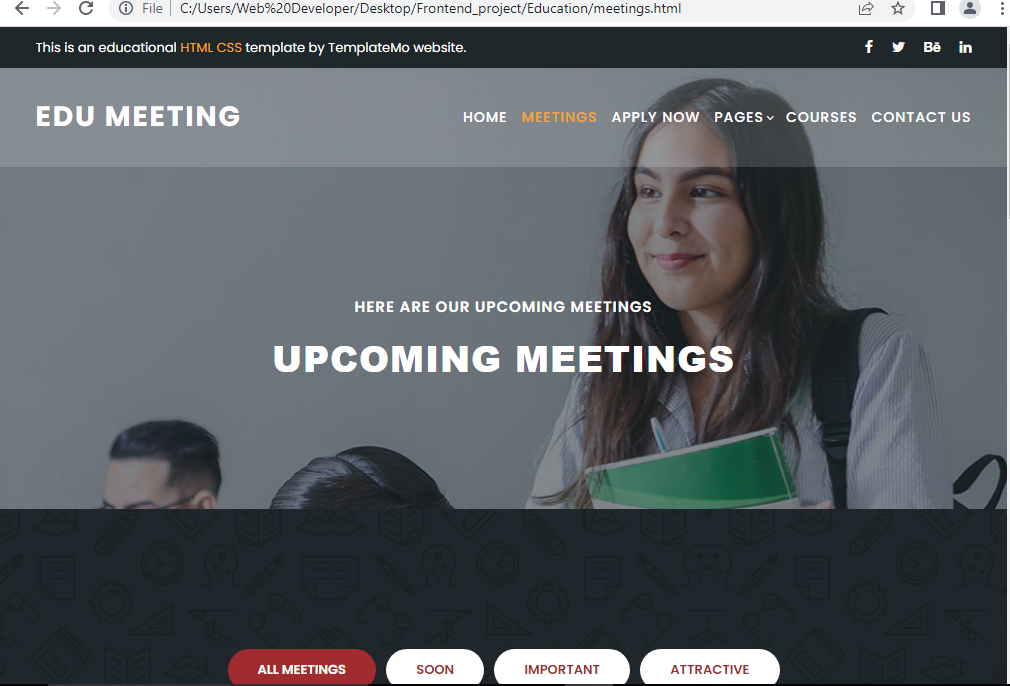 File C:/Users/Web%20Developer/Desktop/Frontend_project/Education/meetings.html
This is an educational HTML CSS template by TemplateMo website.
EDU MEETING
HOME MEETINGS APPLY NOW PAGES COURSES CONTACT US
HERE ARE OUR UPCOMING MEETINGS
UPCOMING MEETINGS
ALL MEETINGS SOON IMPORTANT ATTRACTIVE